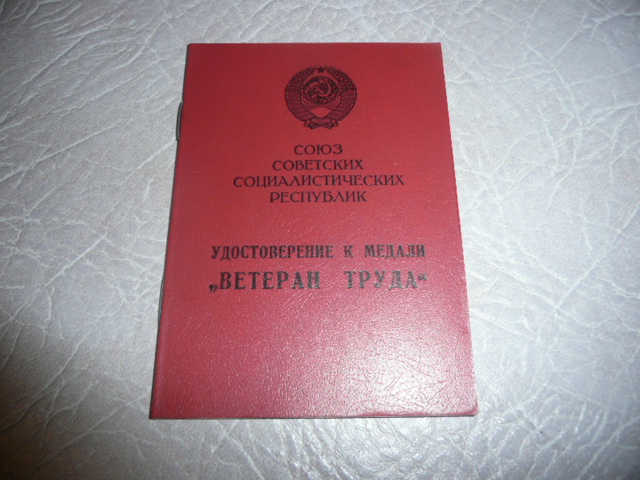 СОЮЗ
СОВЕТСКИХ
СОЦИАЛИСТИЧЕСКИХ
РЕСПУБЛИК
УДОСТОВЕРЕНИЕ К МЕДАЛИ
„ВЕТЕРАН ТРУДА“